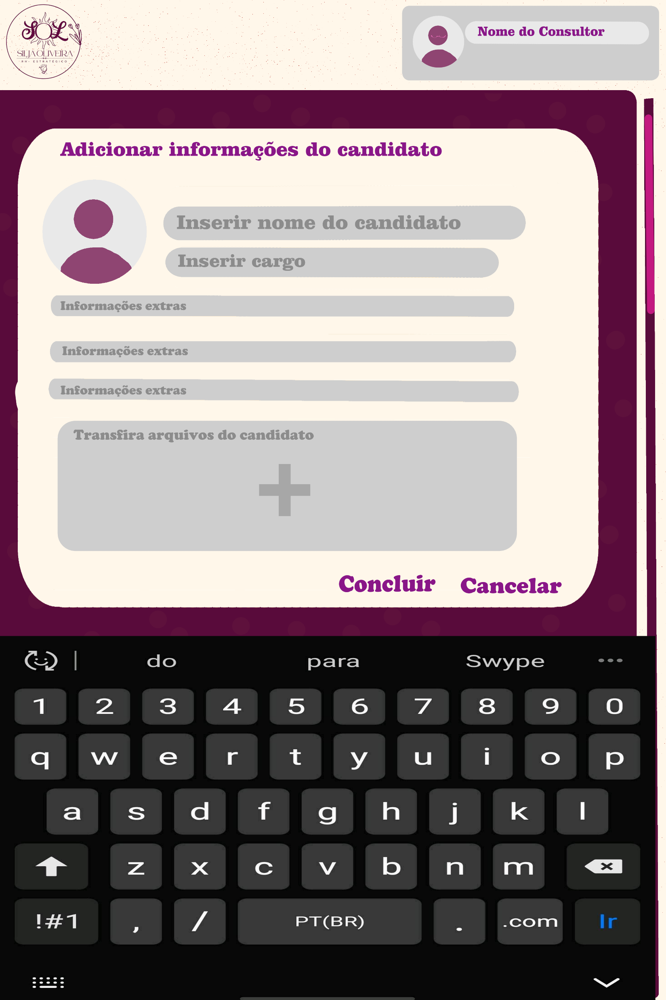 SOL
SILJA OLIVEIRA
DE
RH- ESTRATÉGICO
Nome do Consultor
Adicionar informações do candidato
Inserir nome do candidato
Inserir cargo
Informações extras
Informações extras
Informações extras
Transfira arquivos do candidato
Concluir Cancelar
do para Swype
1 2 3 4 5 6 7 8 9 0
q w e r t y u i o p
a s d f g h j k l
z x c v b n m
!#1 , / PT(BR) . .com Ir